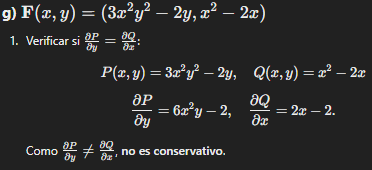 g) F(x, y) = (3x²y² – 2y, x² – 2x)
1. Verificar si ∂P/∂y = ∂Q/∂x:
P(x, y) = 3x²y² – 2y, Q(x, y) = x² – 2x
∂P/∂y = 6x²y – 2, ∂Q/∂x = 2x – 2.
Como ∂P/∂y ≠ ∂Q/∂x, no es conservativo.